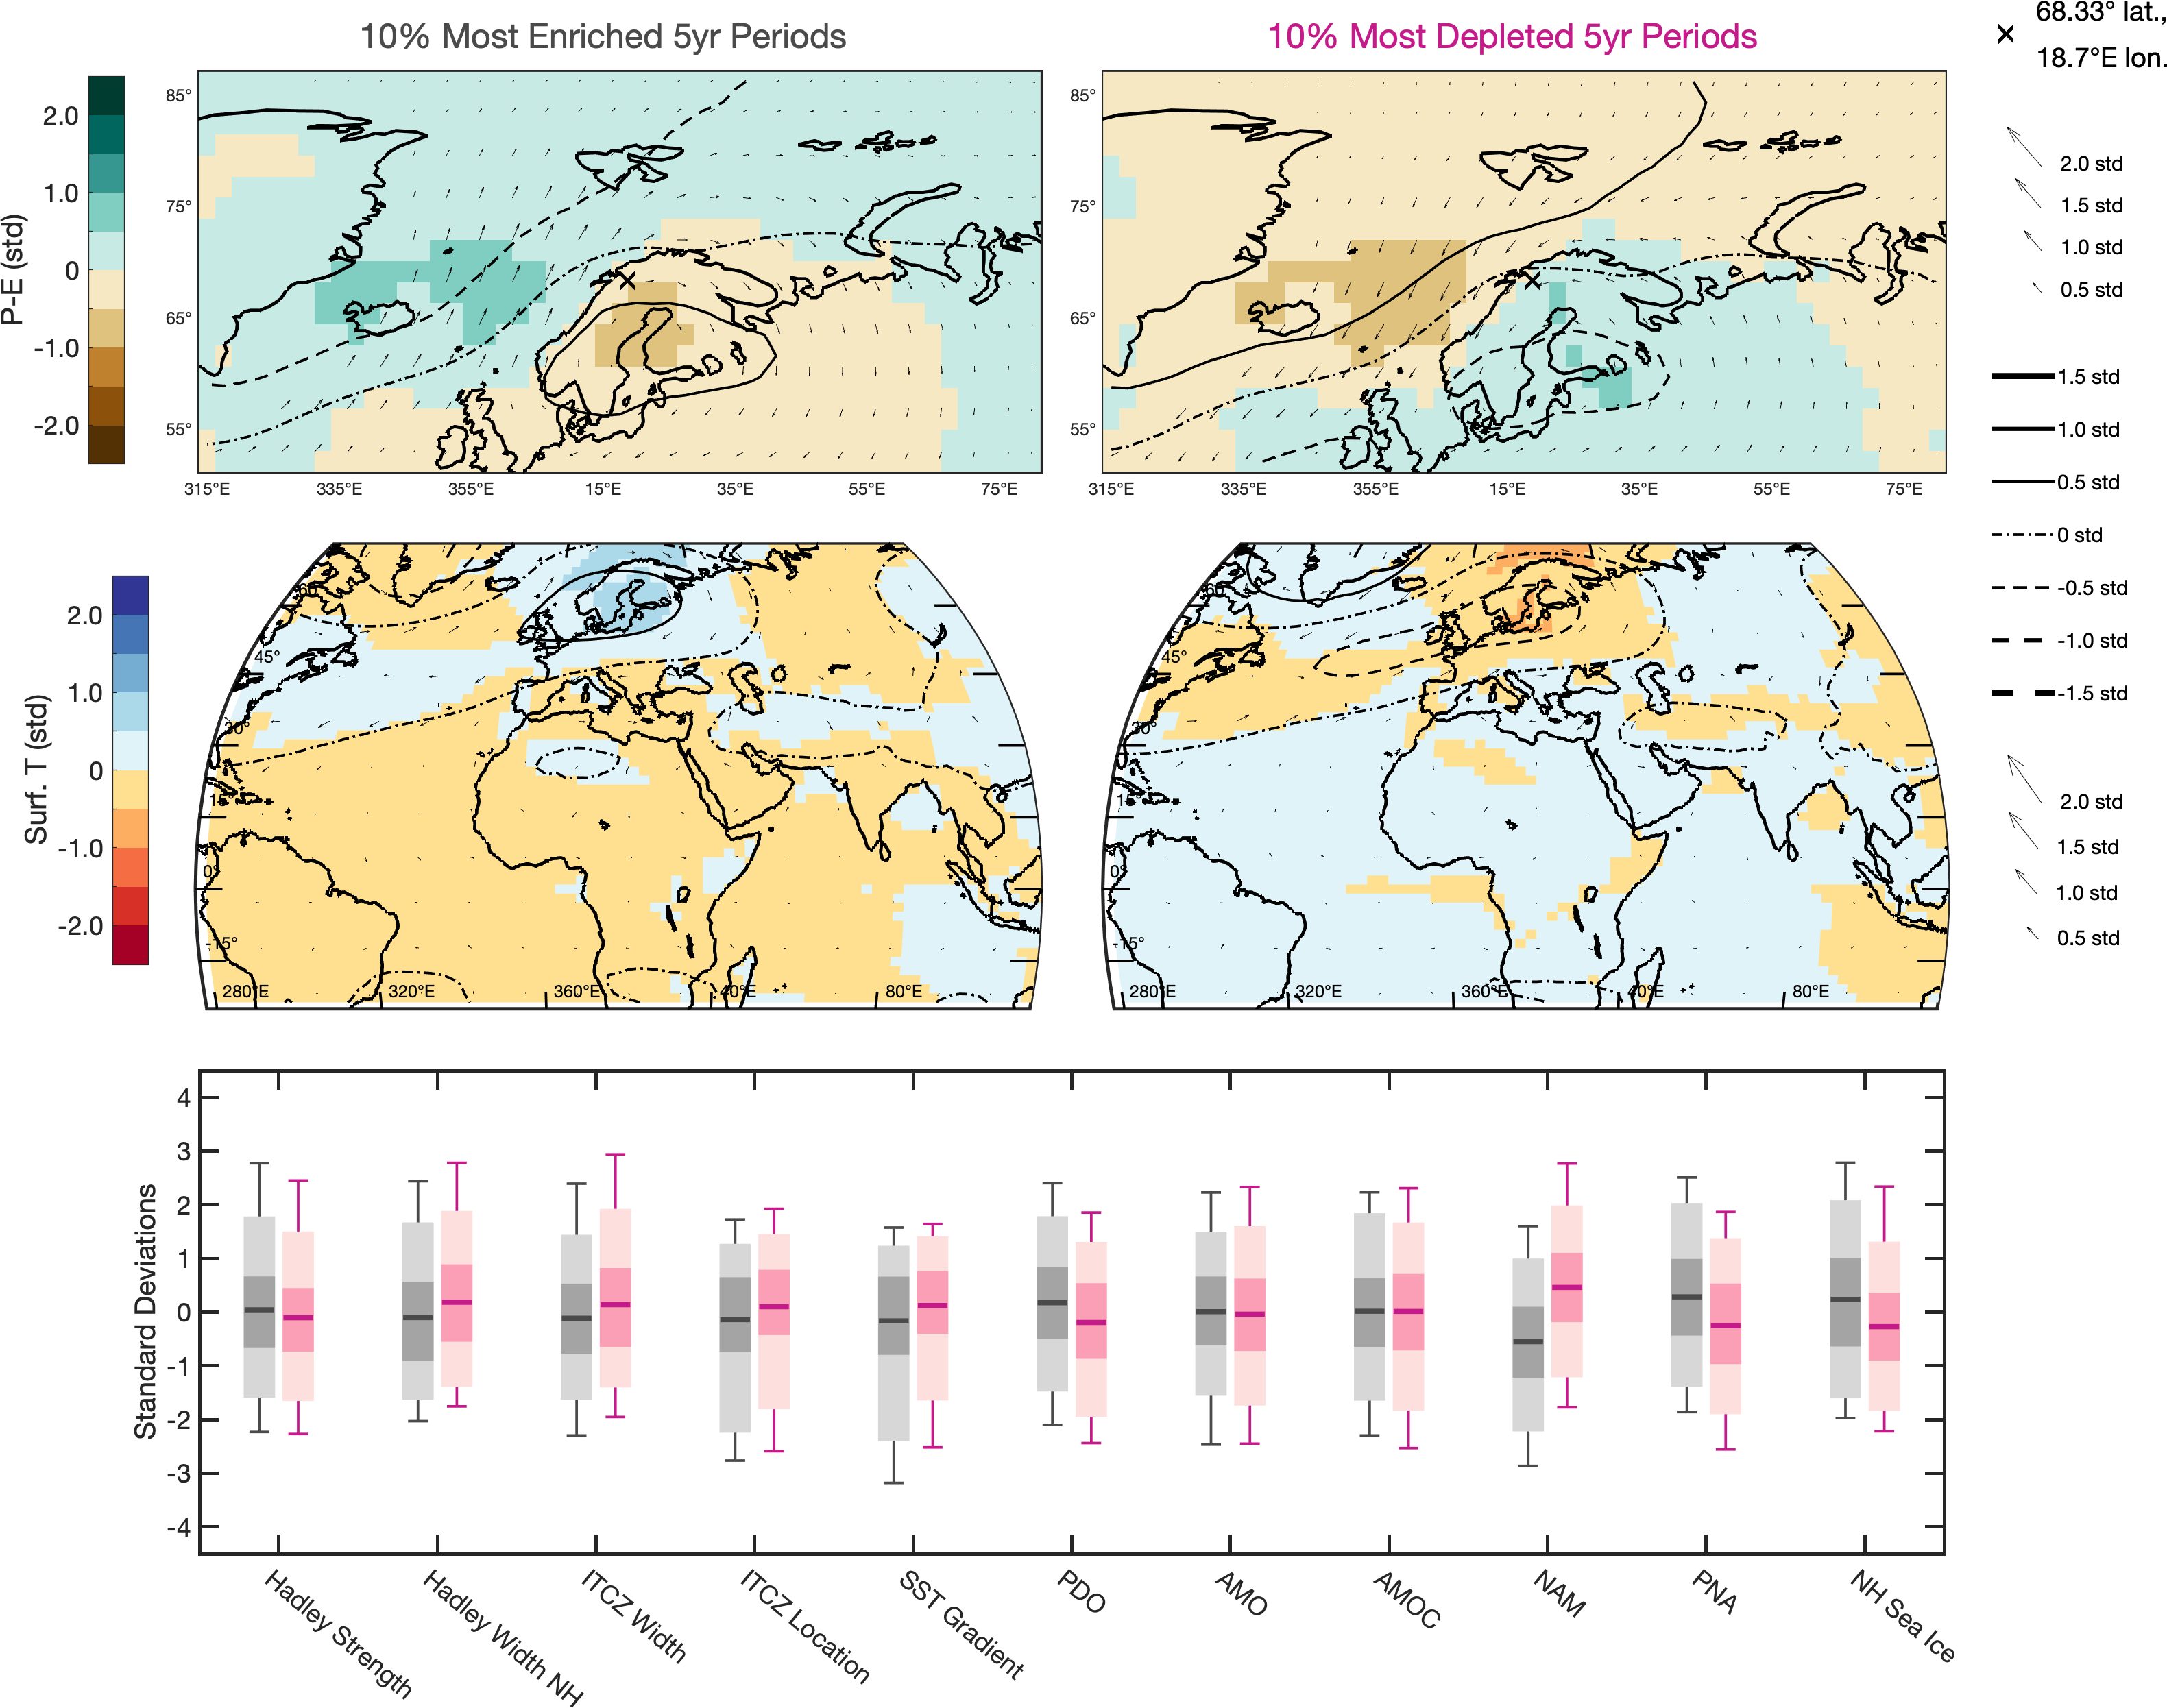 10% Most Enriched 5yr Periods
10% Most Depleted 5yr Periods
68.33° lat.,
18.7°E lon.
P-E (std)
2.0
1.0
0
-1.0
-2.0
85°
75°
65°
55°
315°E 335°E 355°E 15°E 35°E 55°E 75°E
85°
75°
65°
55°
315°E 335°E 355°E 15°E 35°E 55°E 75°E
2.0 std
1.5 std
1.0 std
0.5 std
1.5 std
1.0 std
0.5 std
0 std
-0.5 std
-1.0 std
-1.5 std
2.0 std
1.5 std
1.0 std
0.5 std
Surf. T (std)
2.0
1.0
0
-1.0
-2.0
60°
45°
30°
15°
0°
-15°
280°E 320°E 360°E 40°E 80°E
60°
45°
30°
15°
0°
-15°
280°E 320°E 360°E 40°E 80°E
Standard Deviations
4
3
2
1
0
-1
-2
-3
-4
Hadley Strength
Hadley Width NH
ITCZ Width
ITCZ Location
SST Gradient
PDO
AMO
AMOC
NAM
PNA
NH Sea Ice